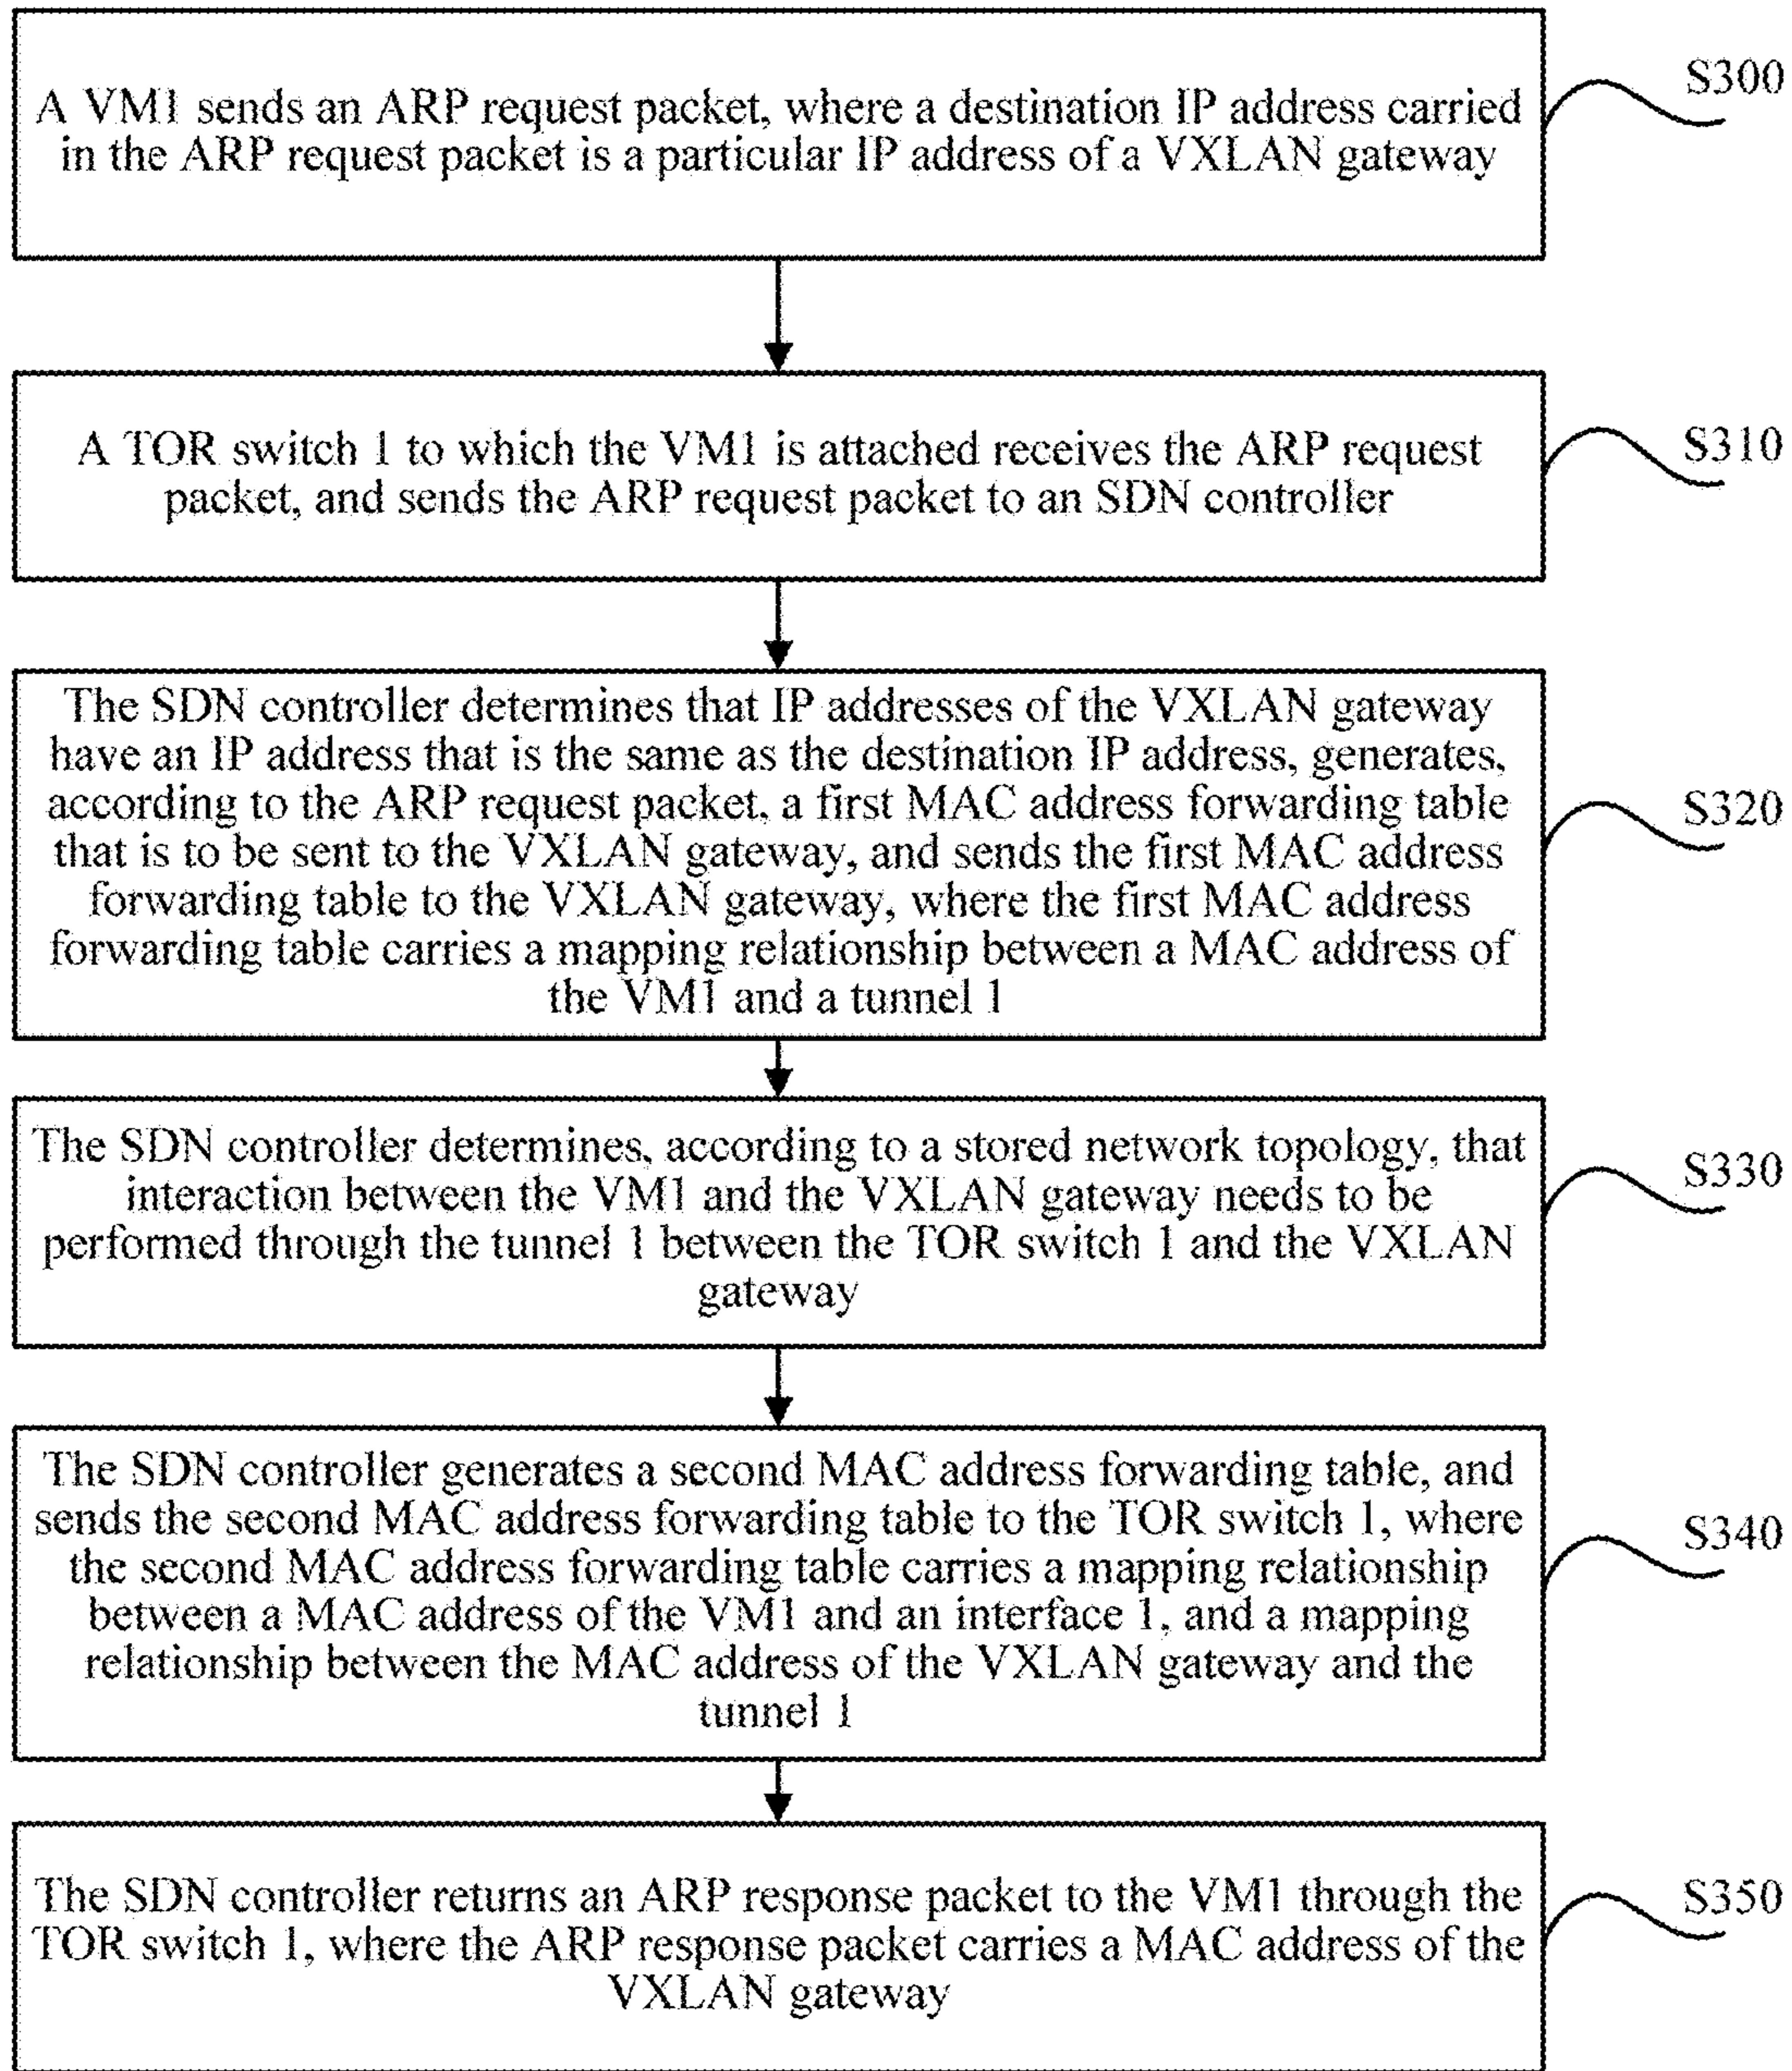 A VM1 sends an ARP request packet, where a destination IP address carried
in the ARP request packet is a particular IP address of a VXLAN gateway
S300
A TOR switch 1 to which the VM1 is attached receives the ARP request
packet, and sends the ARP request packet to an SDN controller
S310
The SDN controller determines that IP addresses of the VXLAN gateway
have an IP address that is the same as the destination IP address, generates,
according to the ARP request packet, a first MAC address forwarding table
that is to be sent to the VXLAN gateway, and sends the first MAC address
forwarding table to the VXLAN gateway, where the first MAC address
forwarding table carries a mapping relationship between a MAC address of
the VM1 and a tunnel 1
S320
The SDN controller determines, according to a stored network topology, that
interaction between the VM1 and the VXLAN gateway needs to be
performed through the tunnel 1 between the TOR switch 1 and the VXLAN
gateway
S330
The SDN controller generates a second MAC address forwarding table, and
sends the second MAC address forwarding table to the TOR switch 1, where
the second MAC address forwarding table carries a mapping relationship
between a MAC address of the VM1 and an interface 1, and a mapping
relationship between the MAC address of the VXLAN gateway and the
tunnel 1
S340
The SDN controller returns an ARP response packet to the VM1 through the
TOR switch 1, where the ARP response packet carries a MAC address of the
VXLAN gateway
S350